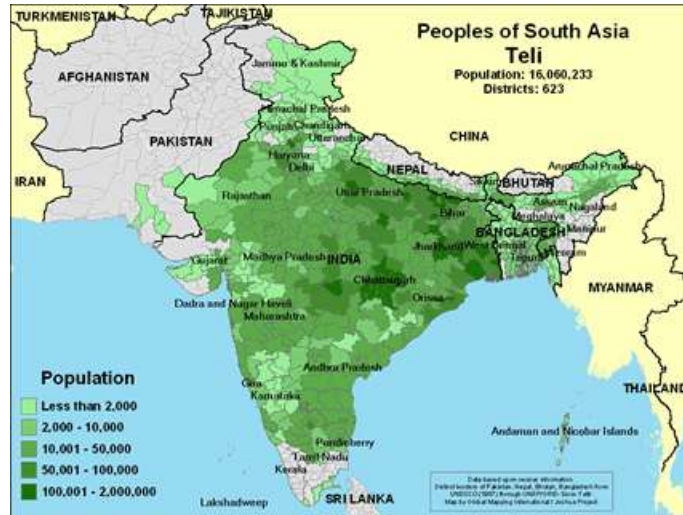 TURKMENISTAN
TAJIKISTAN
Peoples of South Asia
Teli
Population: 16,060,233
Districts: 623
AFGHANISTAN
Jammu & Kashmir
CHINA
Himachal Pradesh
Punjab
Chandigarh
Uttaranchal
PAKISTAN
Haryana
Delhi
IRAN
NEPAL
Arunachal Pradesh
BHUTAN
Rajasthan
Uttar Pradesh
Assam
Nagaland
Bihar
Meghalaya
BANGLADESH
Manipur
Gujarat
Madhya Pradesh
INDIA
Jharkhand
West Bengal
Chhattisgarh
MYANMAR
Dadra and Nagar Haveli
Orissa
Maharashtra
Andhra Pradesh
Goa
Karnataka
THAILAND
Andaman and Nicobar Islands
Pondicherry
Tamil Nadu
Kerala
Lakshadweep
SRI LANKA
Population
Less than 2,000
2,000 - 10,000
10,001 - 50,000
50,001 - 100,000
100,001 - 2,000,000